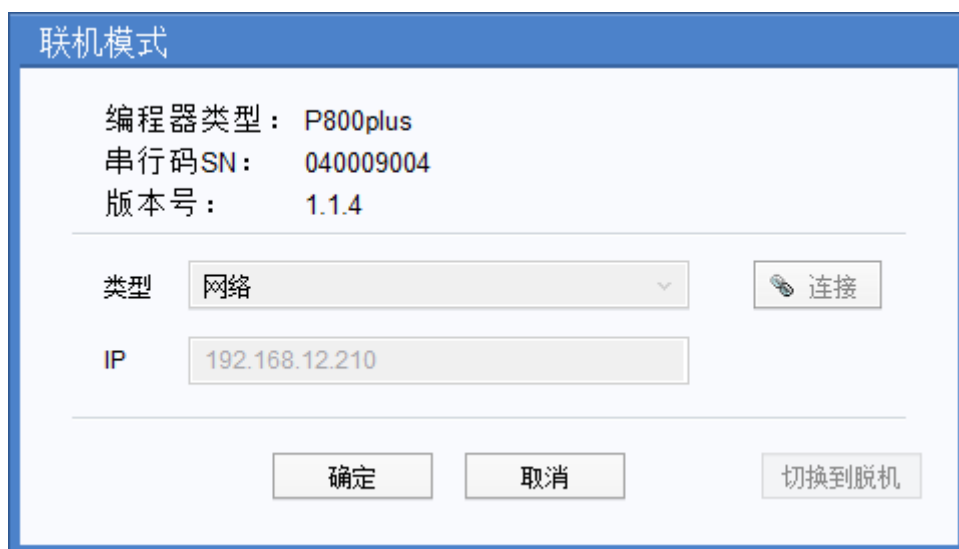 联机模式
编程器类型： P800plus
串行码SN： 040009004
版本号： 1.1.4
类型 网络 连接
IP 192.168.12.210
确定 取消 切换到脱机